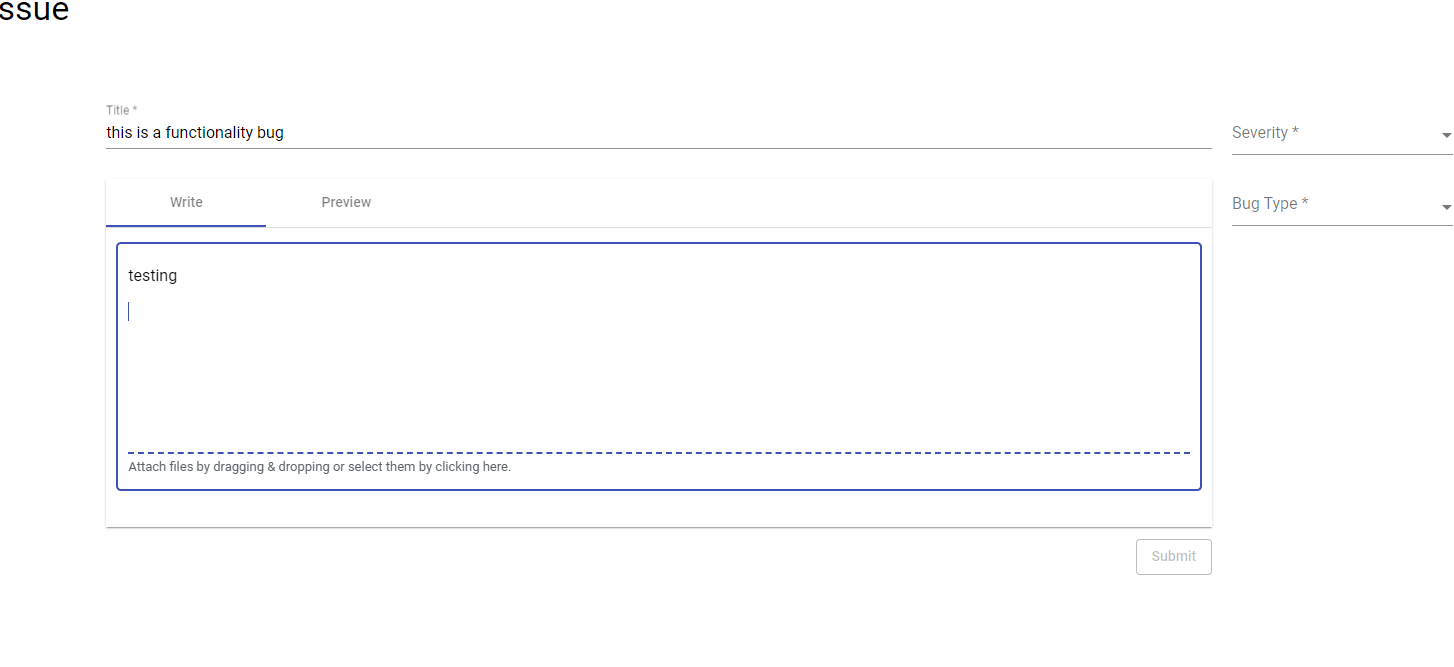 ssue
Title *
this is a functionality bug
Severity *
Write Preview
Bug Type *
testing
Attach files by dragging & dropping or select them by clicking here.
Submit